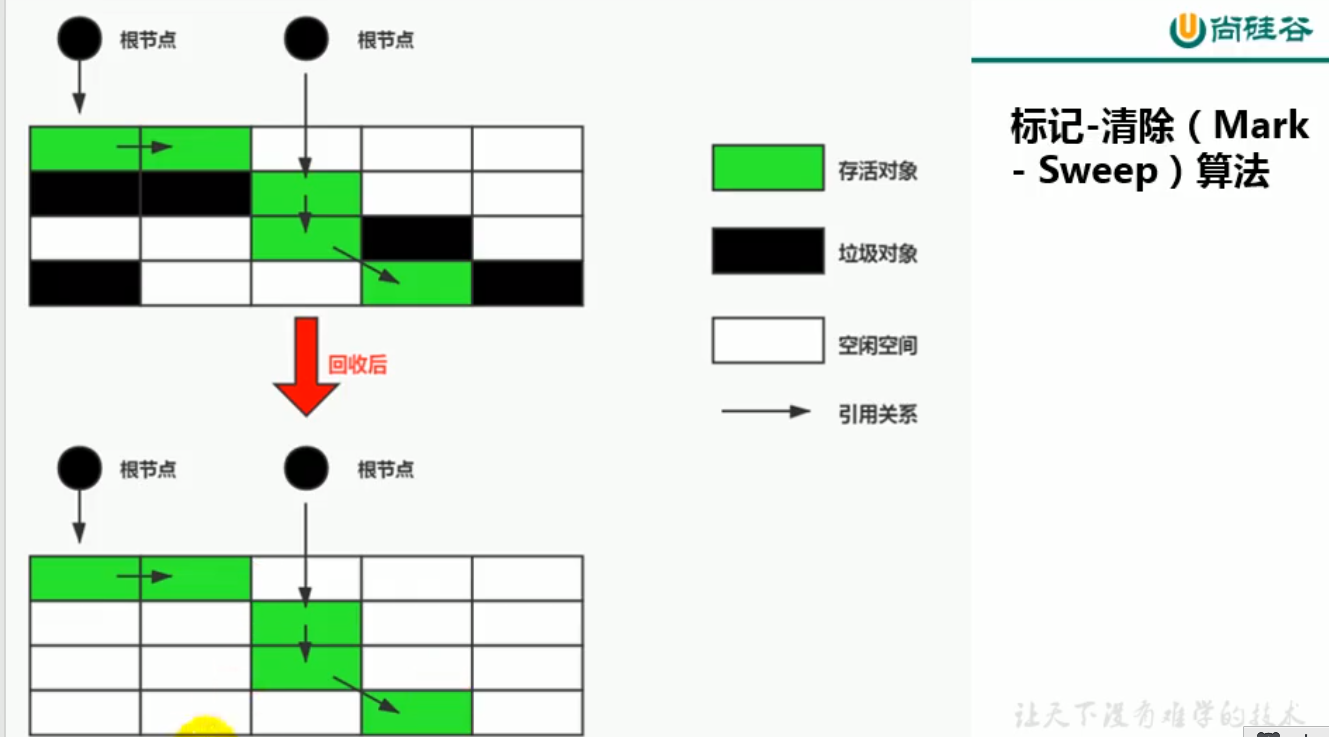 根节点
根节点
尚硅谷
标记-清除（Mark
- Sweep）算法
存活对象
垃圾对象
空闲空间
引用关系
回收后
根节点
根节点
让天下没有难学的技术